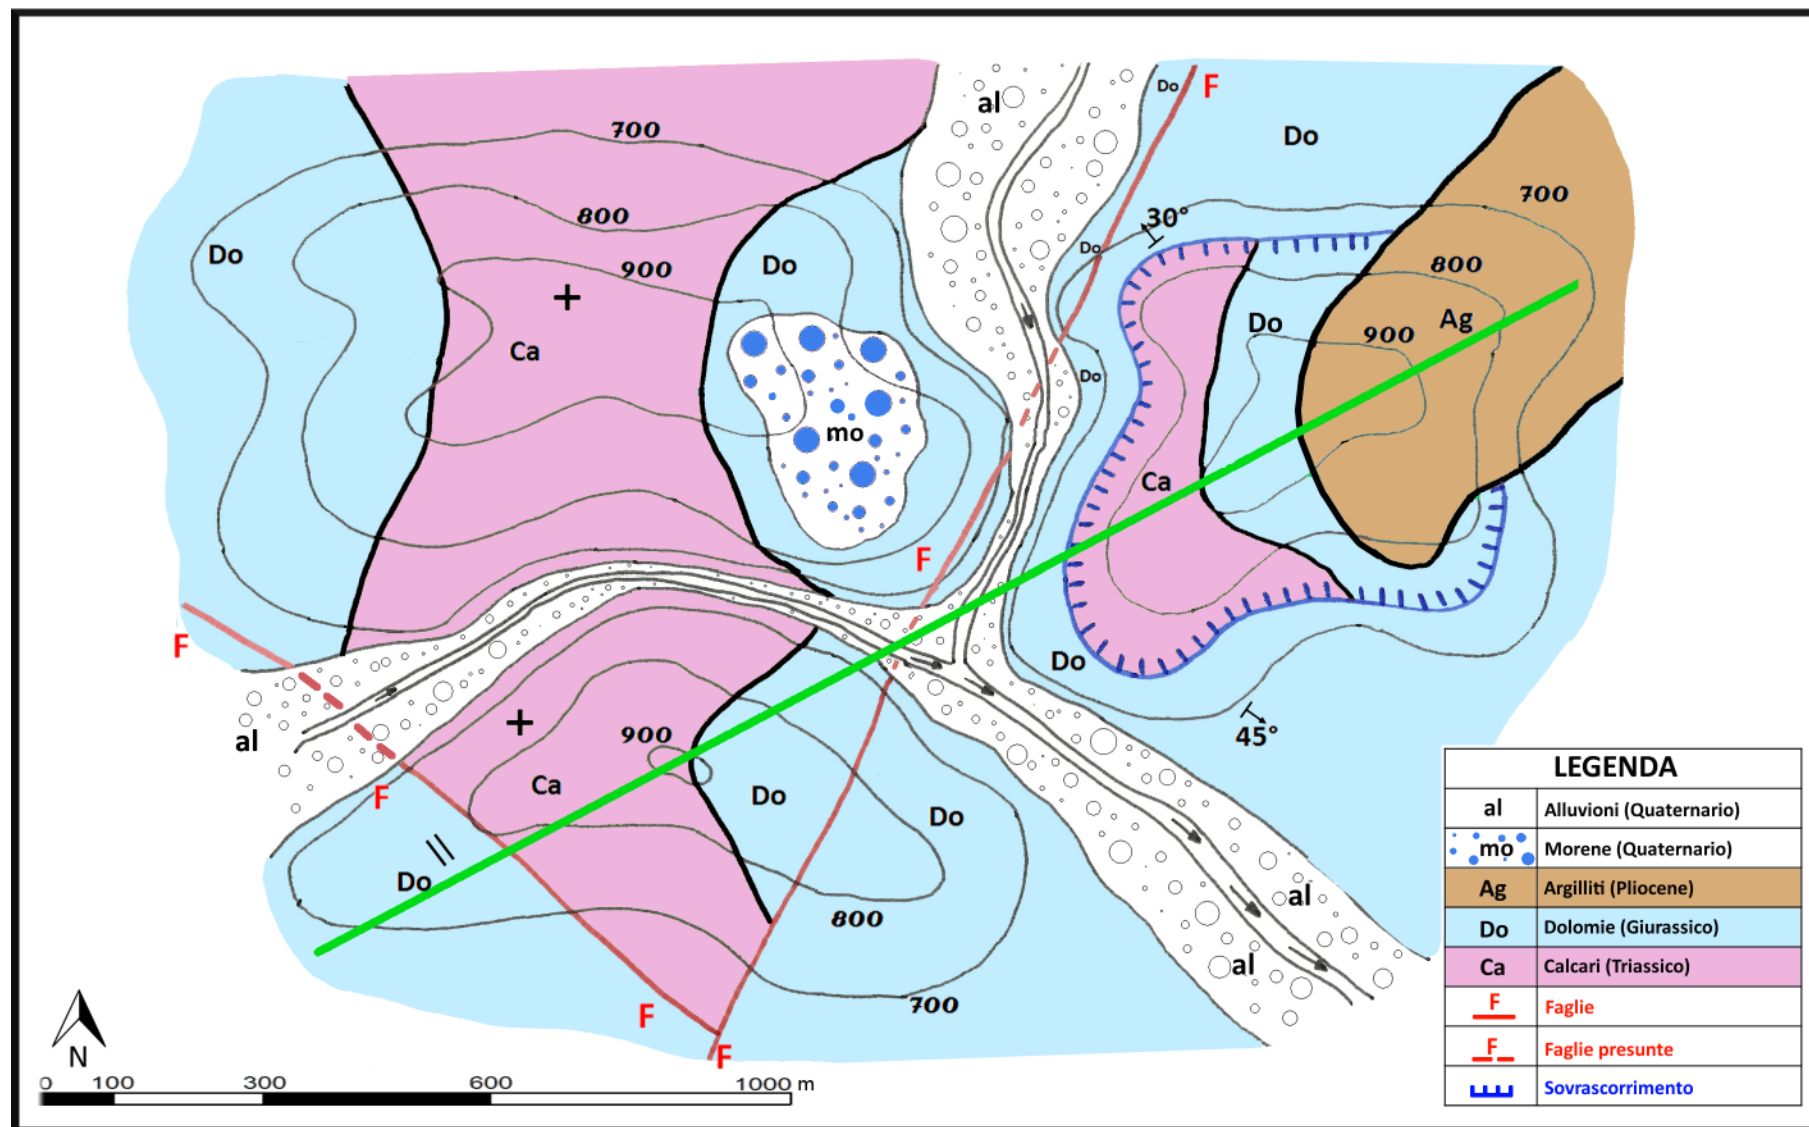 al
Do
F
Do
700
30°
700
800
Do
Do
Do
900
800
Do
Ag
900
Ca
Do
mo
Ca
F
F
Do
900
45°
al
F
Ca
Do
Do
Do
800
al
al
700
F
F
N
0 100 300 600 1000 m
LEGENDA
al Alluvioni (Quaternario)
mo Morene (Quaternario)
Ag Argilliti (Pliocene)
Do Dolomie (Giurassico)
Ca Calcari (Triassico)
F Faglie
F Faglie presunte
Sovrascorrimento